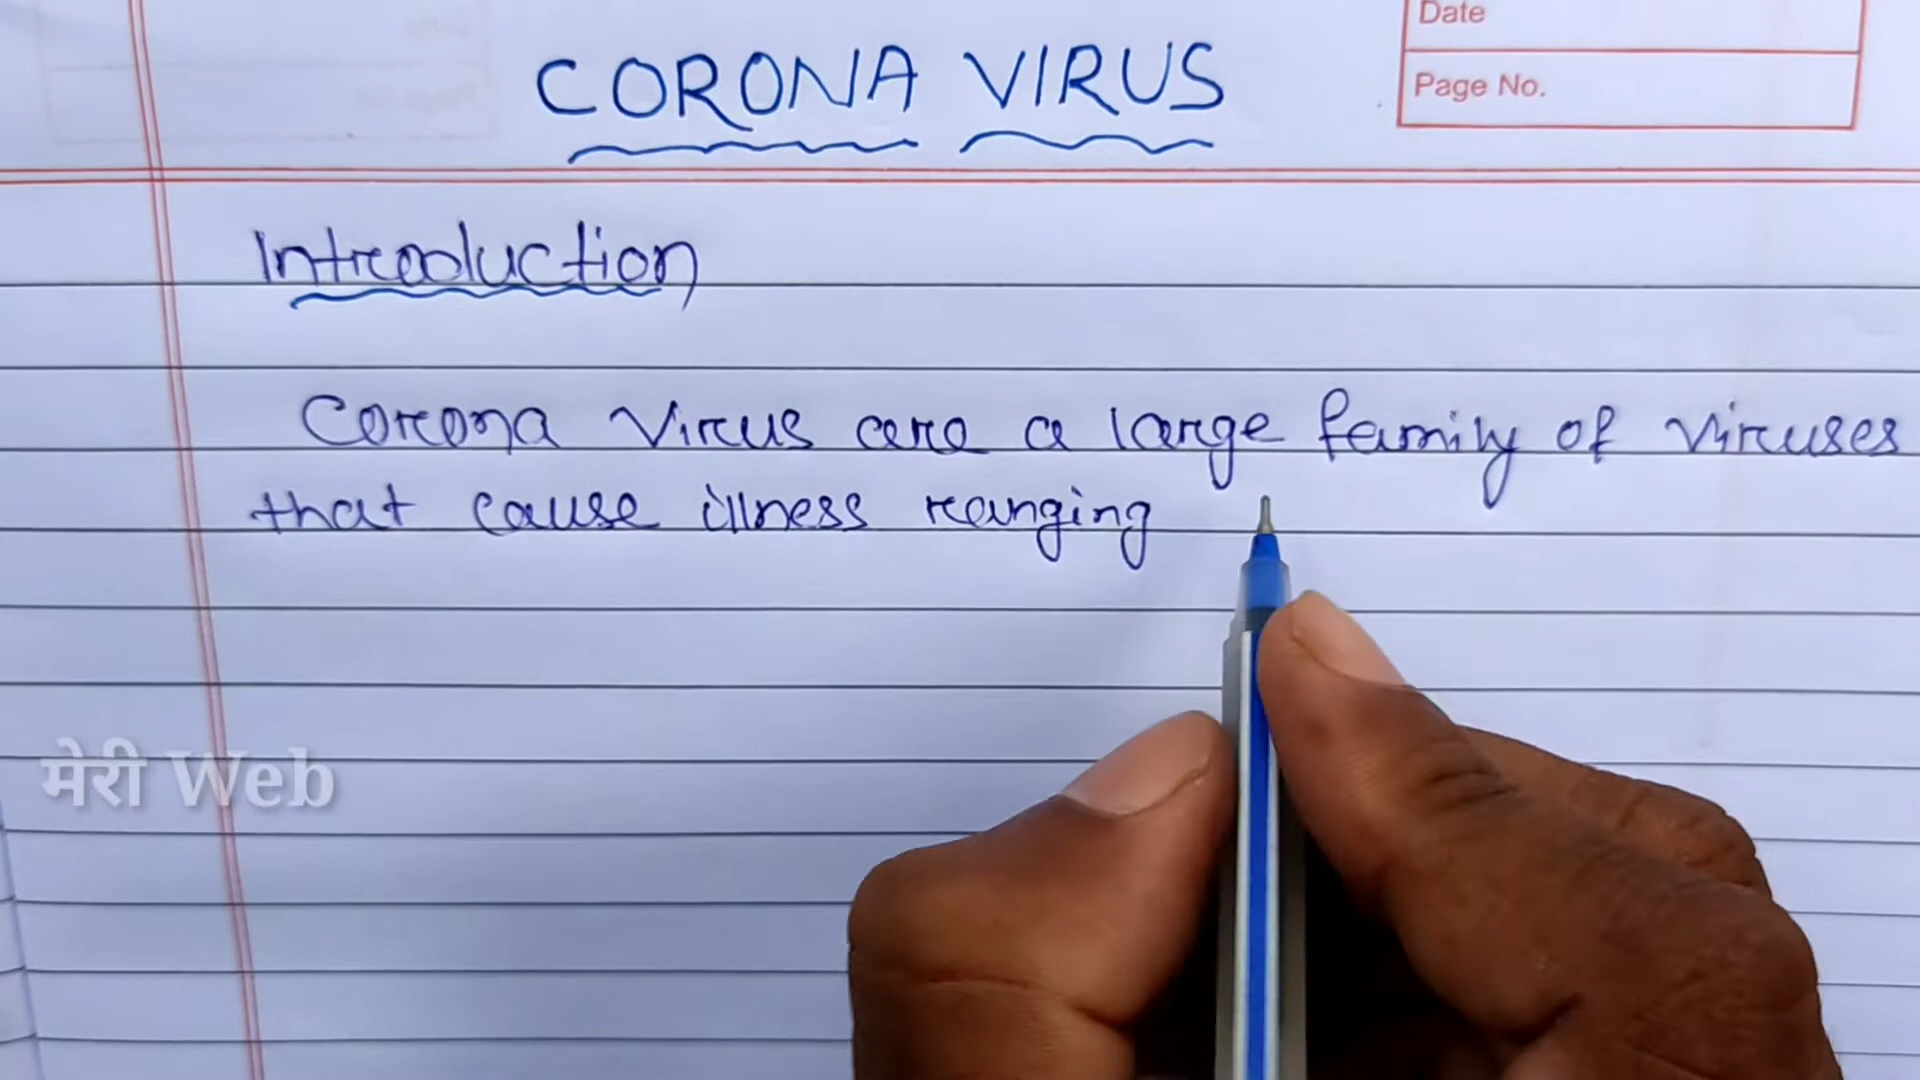 Date
CORONA VIRUS
Page No.
Introduction
Corona Virus are a large family of viruses
that cause illness ranging
मेरी Web